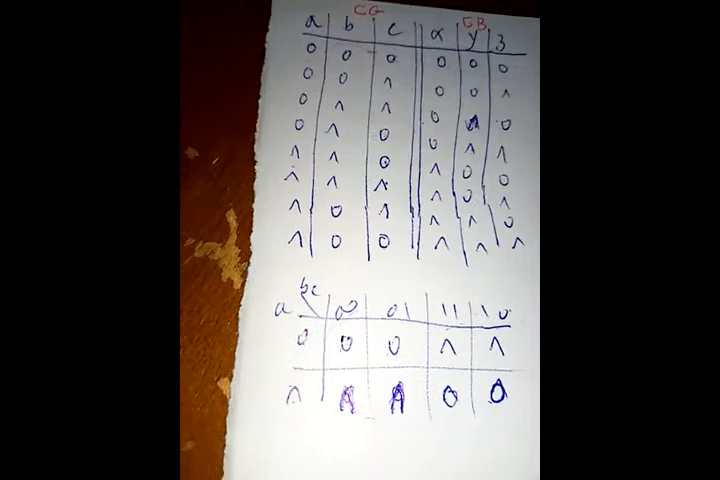 CG CB
a b c x y z
0 0 0 0 0 0
0 0 1 0 0 1
0 1 1 0 1 0
0 1 0 0 1 1
1 1 0 1 0 0
1 1 1 1 0 1
1 0 1 1 1 0
1 0 0 1 1 1
a bc 00 01 11 10
0 0 0 1 1
1 1 1 0 0